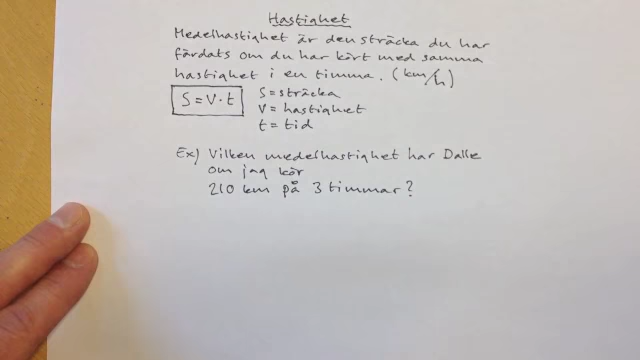 Hastighet
Medelhastighet är den sträcka du har
färdats om du har kört med samma
hastighet i en timma. (km/h)
S = V · t
S = sträcka
V = hastighet
t = tid
Ex) Vilken medelhastighet har Dalle
om jag kör
210 km på 3 timmar?